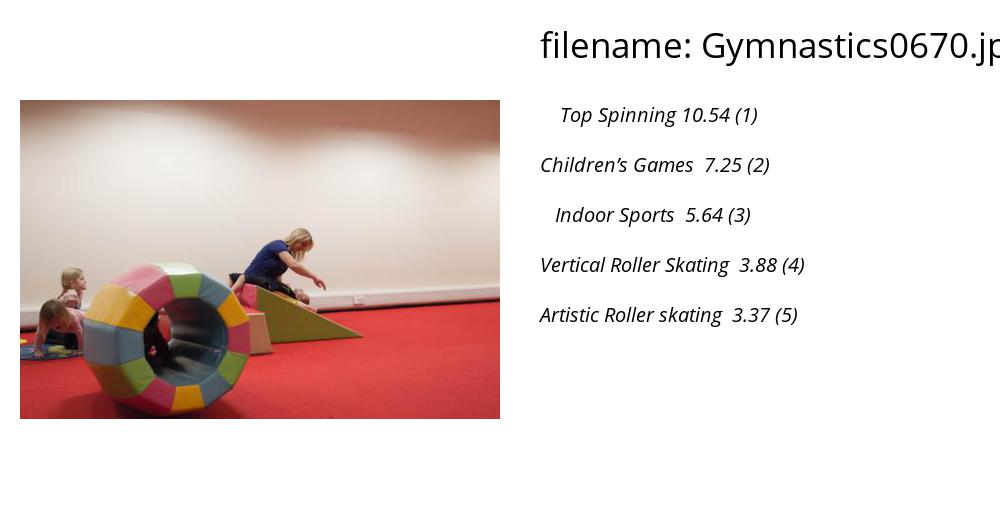 filename: Gymnastics0670.jp
Top Spinning 10.54 (1)
Children's Games 7.25 (2)
Indoor Sports 5.64 (3)
Vertical Roller Skating 3.88 (4)
Artistic Roller skating 3.37 (5)